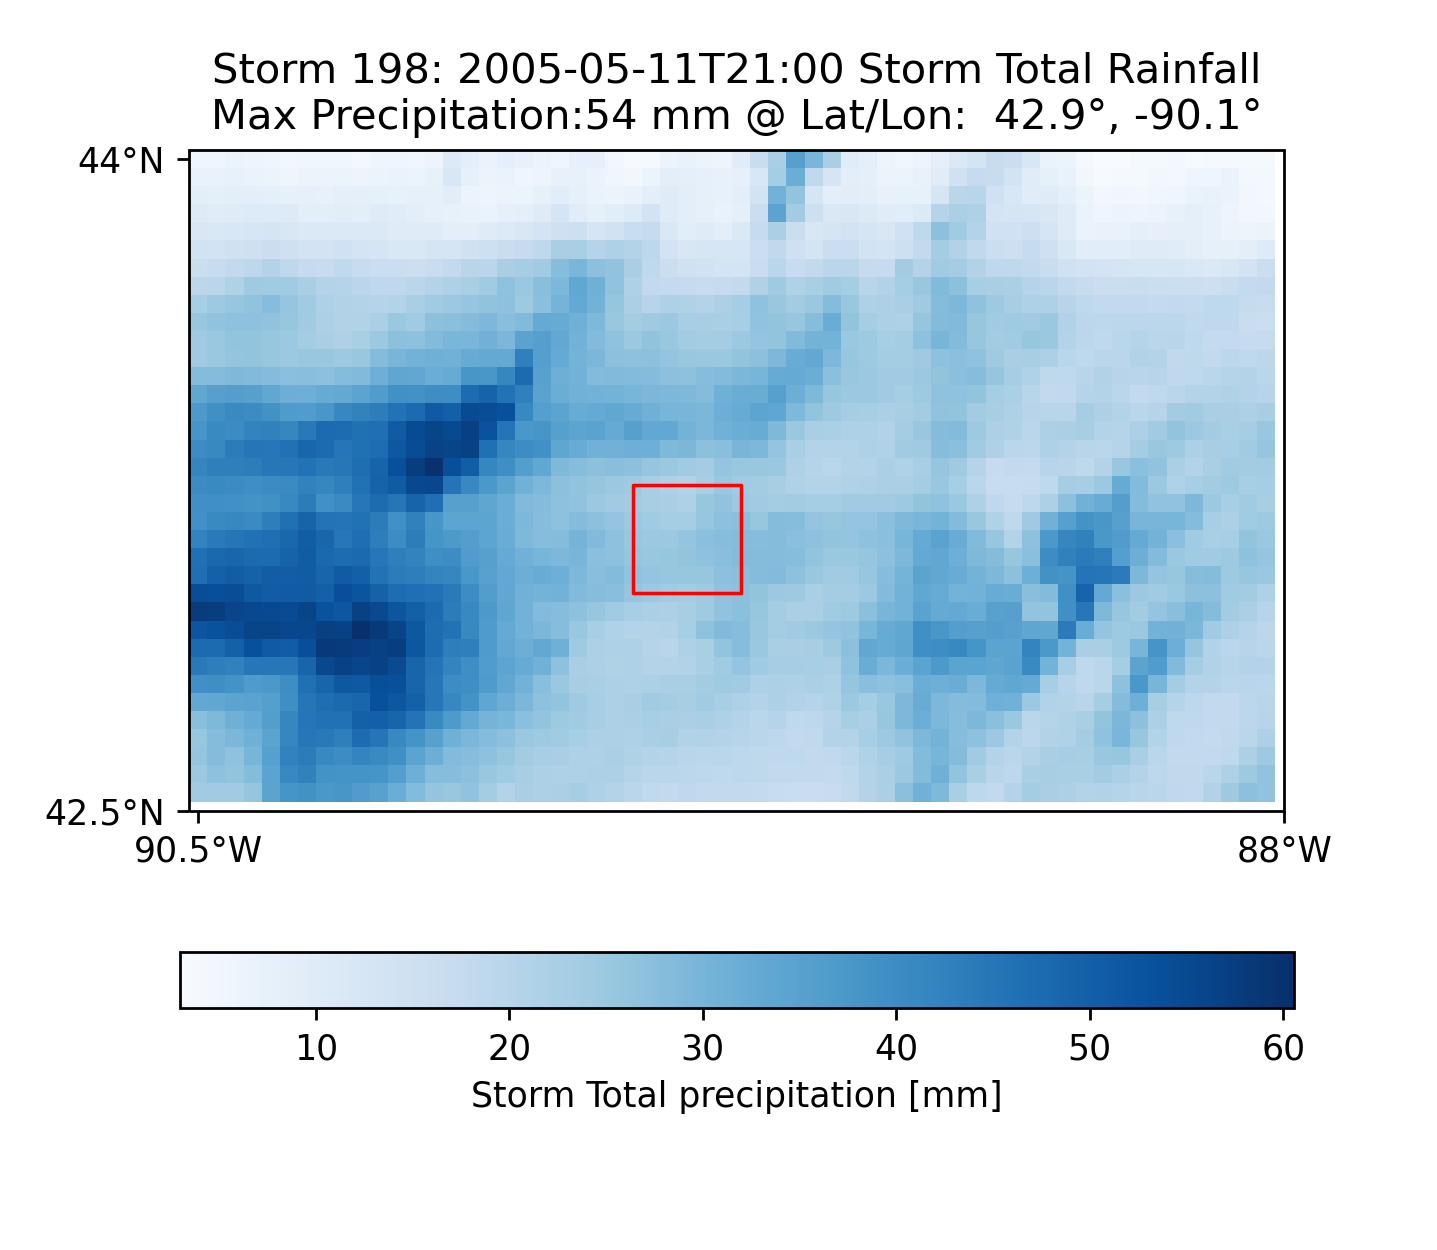 Storm 198: 2005-05-11T21:00 Storm Total Rainfall
Max Precipitation:54 mm @ Lat/Lon:  42.9°, -90.1°
44°N
42.5°N
90.5°W 88°W
10 20 30 40 50 60
Storm Total precipitation [mm]